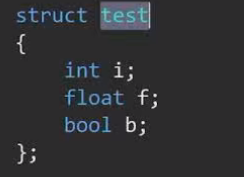 struct test
{
    int i;
    float f;
    bool b;
};